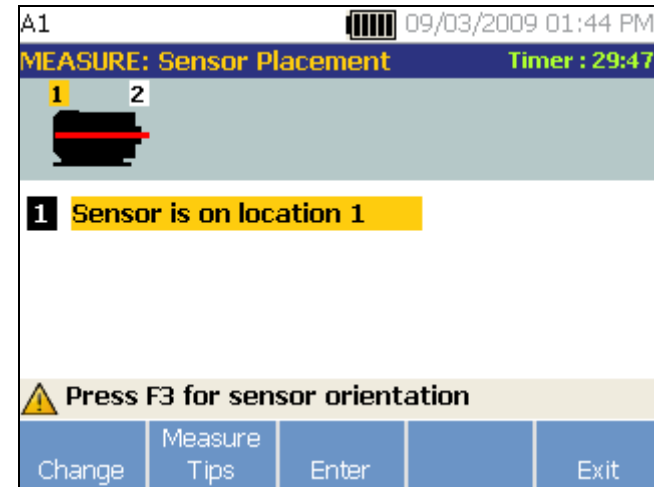 A1 09/03/2009 01:44 PM
MEASURE: Sensor Placement Timer : 29:47
1 2
1 Sensor is on location 1
Press F3 for sensor orientation
Change Measure Tips Enter Exit